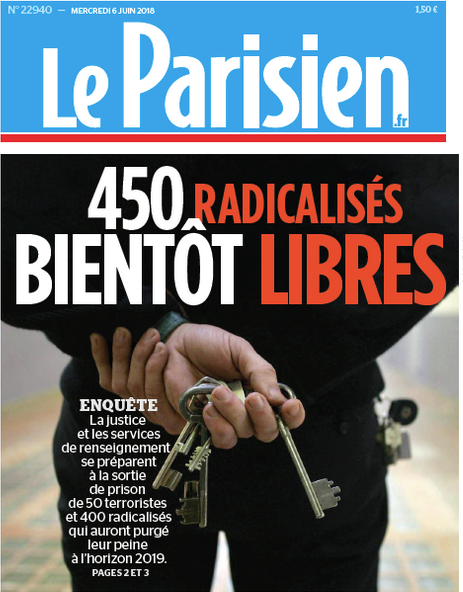 N° 22940 — MERCREDI 6 JUIN 2018 1,50 €
Le Parisien.fr
450 RADICALISÉS
BIENTÔT LIBRES
ENQUÊTE
La justice
et les services
de renseignement
se préparent
à la sortie
de prison
de 50 terroristes
et 400 radicalisés
qui auront purgé
leur peine
à l'horizon 2019.
PAGES 2 ET 3